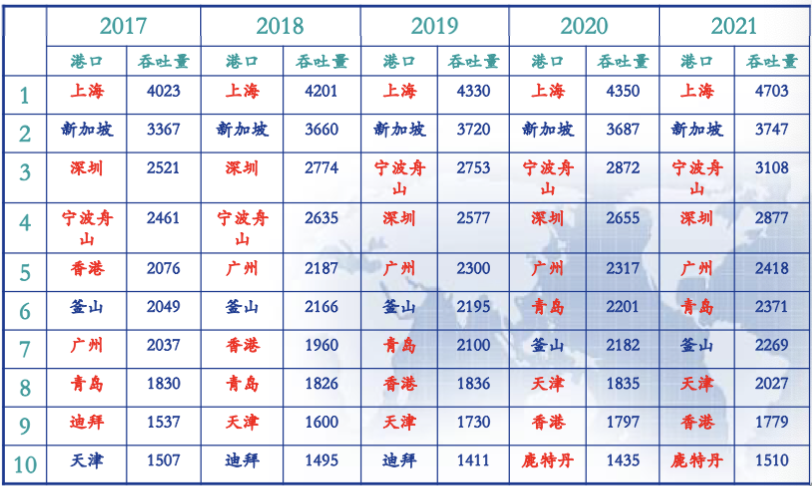 2017 2018 2019 2020 2021
港口 吞吐量 港口 吞吐量 港口 吞吐量 港口 吞吐量 港口 吞吐量
1 上海 4023 上海 4201 上海 4330 上海 4350 上海 4703
2 新加坡 3367 新加坡 3660 新加坡 3720 新加坡 3687 新加坡 3747
3 深圳 2521 深圳 2774 宁波舟山 2753 宁波舟山 2872 宁波舟山 3108
4 宁波舟山 2461 宁波舟山 2635 深圳 2577 深圳 2655 深圳 2877
5 香港 2076 广州 2187 广州 2300 广州 2317 广州 2418
6 釜山 2049 釜山 2166 釜山 2195 青岛 2201 青岛 2371
7 广州 2037 香港 1960 青岛 2100 釜山 2182 釜山 2269
8 青岛 1830 青岛 1826 香港 1836 天津 1835 天津 2027
9 迪拜 1537 天津 1600 天津 1730 香港 1797 香港 1779
10 天津 1507 迪拜 1495 迪拜 1411 鹿特丹 1435 鹿特丹 1510